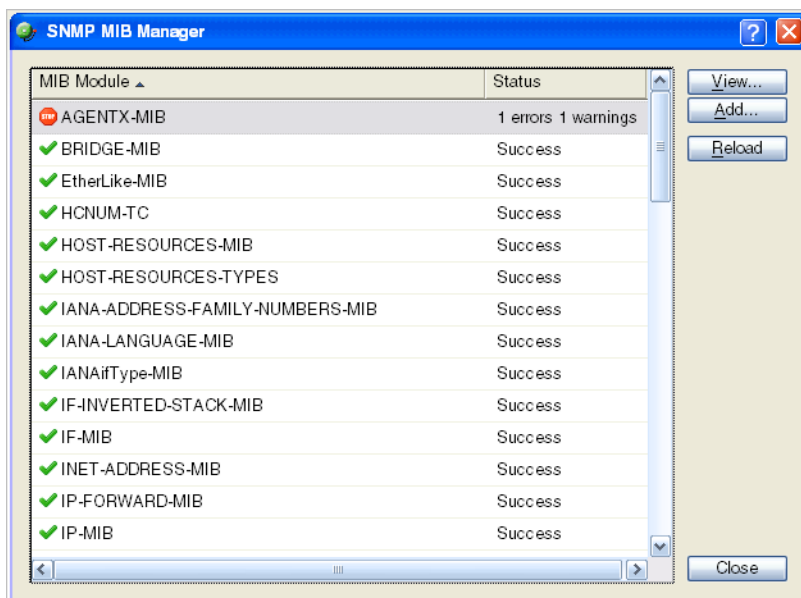 SNMP MIB Manager
MIB Module Status
STOP AGENTX-MIB 1 errors 1 warnings
BRIDGE-MIB Success
EtherLike-MIB Success
HCNUM-TC Success
HOST-RESOURCES-MIB Success
HOST-RESOURCES-TYPES Success
IANA-ADDRESS-FAMILY-NUMBERS-MIB Success
IANA-LANGUAGE-MIB Success
IANAifType-MIB Success
IF-INVERTED-STACK-MIB Success
IF-MIB Success
INET-ADDRESS-MIB Success
IP-FORWARD-MIB Success
IP-MIB Success
View...
Add...
Reload
Close